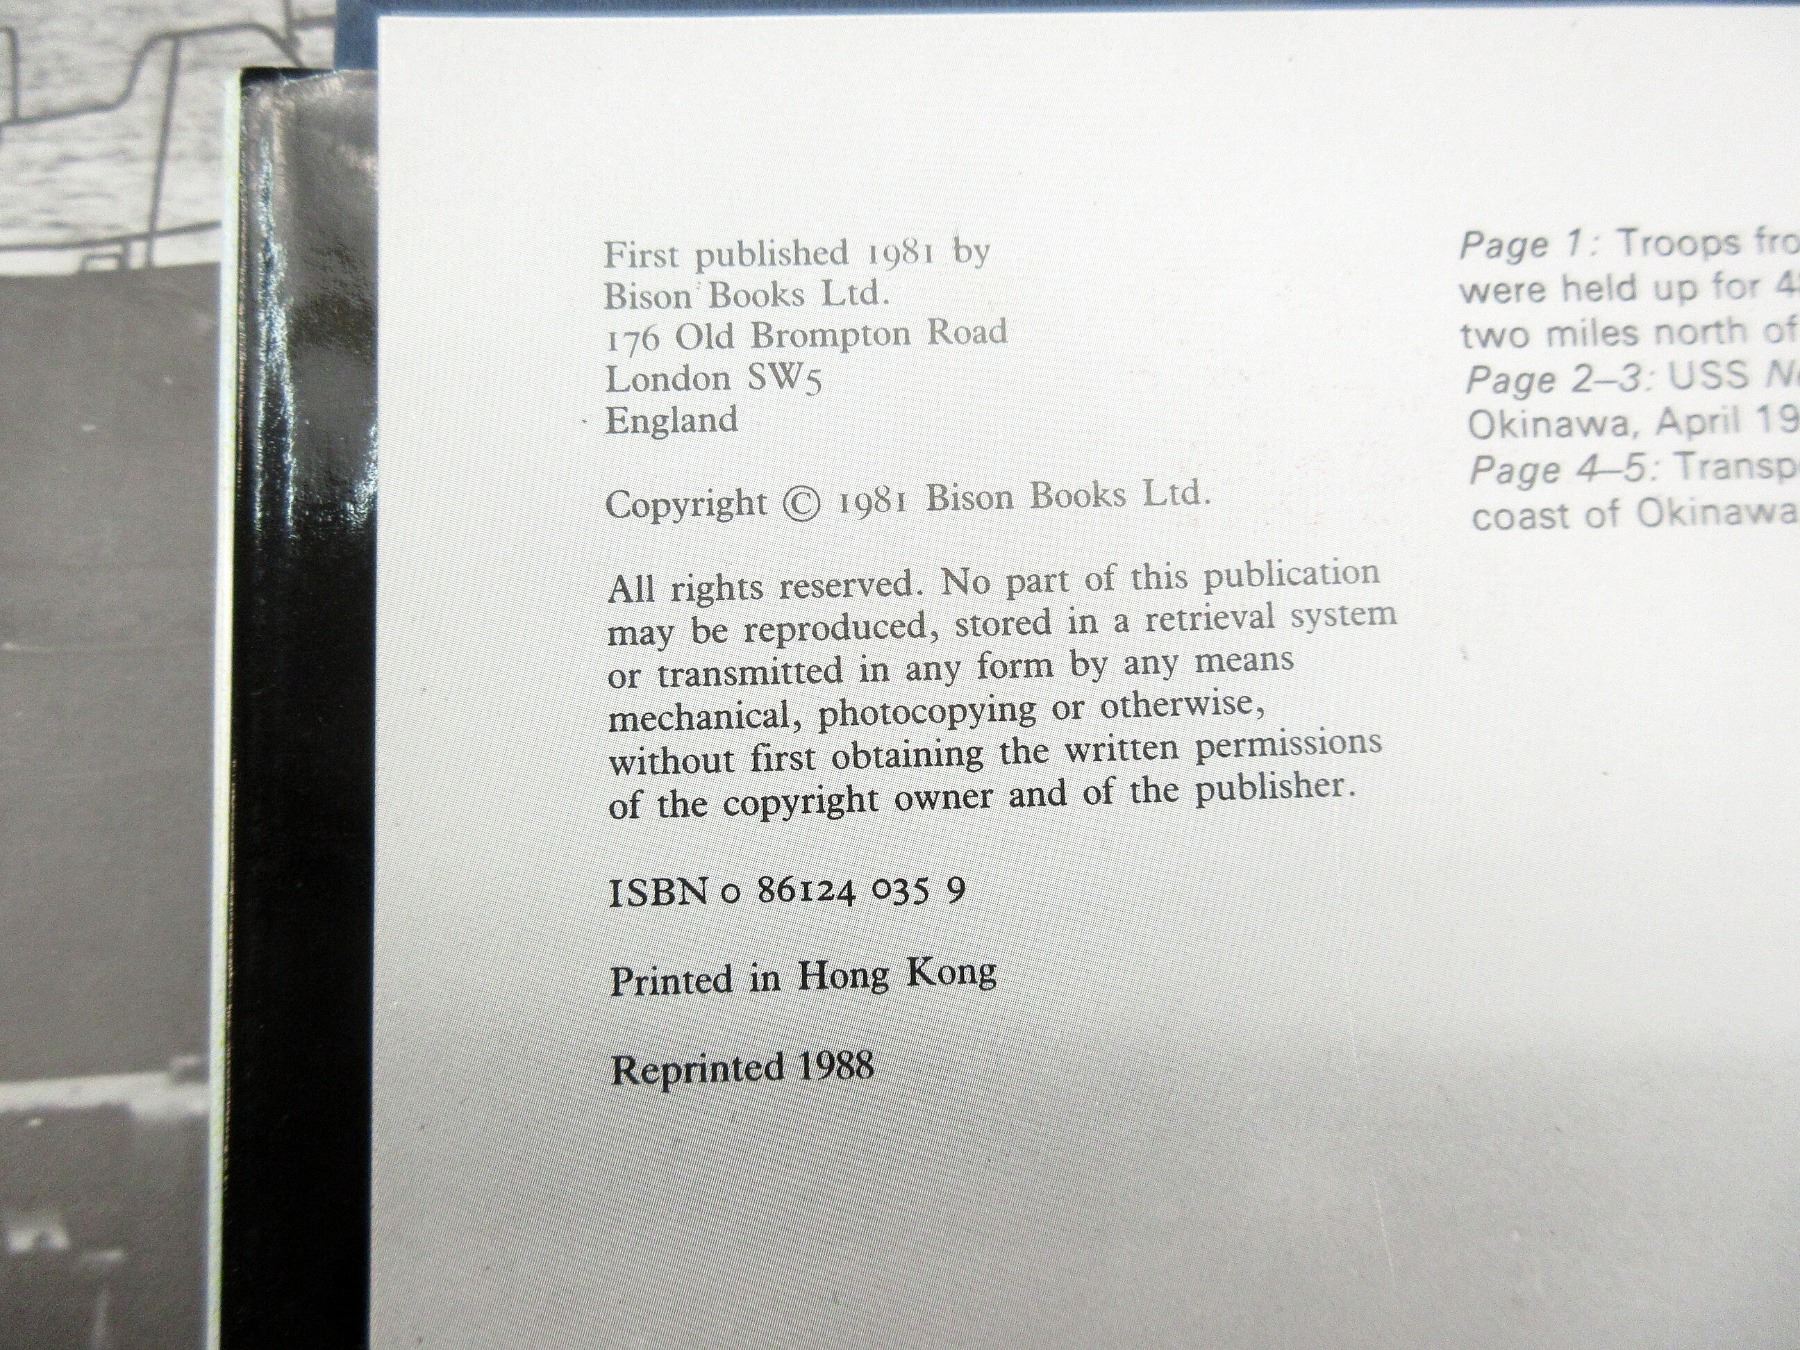 First published 1981 by
Bison Books Ltd.
176 Old Brompton Road
London SW5
England
Copyright © 1981 Bison Books Ltd.
All rights reserved. No part of this publication
may be reproduced, stored in a retrieval system
or transmitted in any form by any means
mechanical, photocopying or otherwise,
without first obtaining the written permissions
of the copyright owner and of the publisher.
ISBN 0 86124 035 9
Printed in Hong Kong
Reprinted 1988
Page 1: Troops
were held up for
two miles north of
Page 2–3: USS
Okinawa, April
Page 4–5:
coast of Okinawa